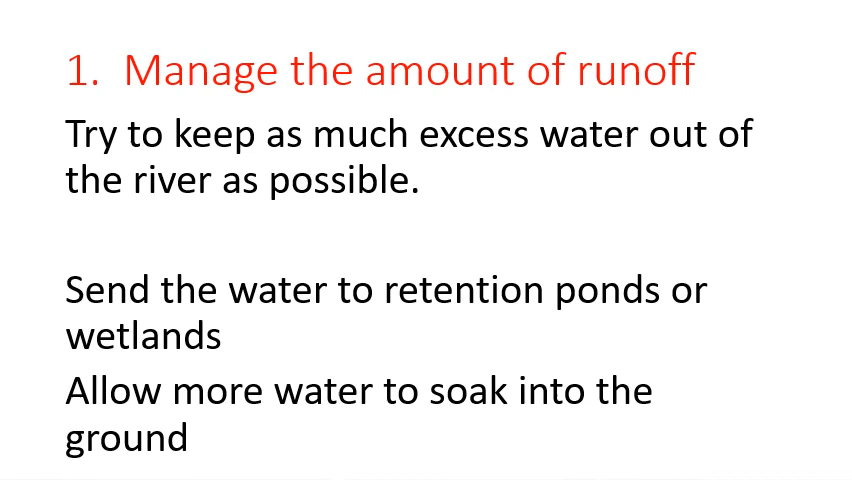 1. Manage the amount of runoff
Try to keep as much excess water out of
the river as possible.
Send the water to retention ponds or
wetlands
Allow more water to soak into the
ground